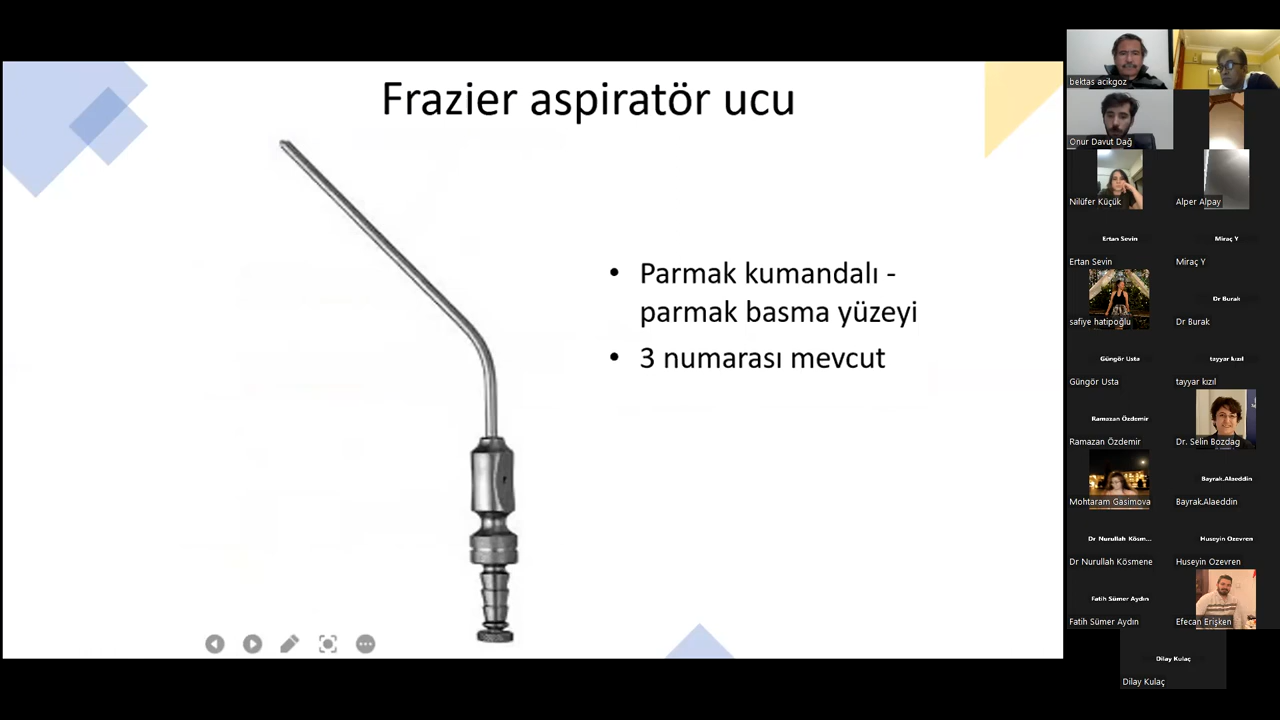 Frazier aspiratör ucu
• Parmak kumandalı -
parmak basma yüzeyi
• 3 numarası mevcut
bektas acikgoz
Onur Davut Dağ
Nilüfer Küçük
Alper Alpay
Ertan Sevin
Miraç Y
Ertan Sevin
Miraç Y
safiye hatipoğlu
Dr Burak
Dr Burak
Güngör Usta
tayyar kızıl
Güngör Usta
tayyar kızıl
Ramazan Özdemir
Ramazan Özdemir
Dr. Selin Bozdag
Mohtaram Gasimova
Bayrak.Alaeddin
Bayrak.Alaeddin
Dr Nurullah Kösm...
Huseyin Ozevren
Dr Nurullah Kösmene
Huseyin Ozevren
Fatih Sümer Aydın
Fatih Sümer Aydın
Efecan Erişken
Dilay Kulaç
Dilay Kulaç